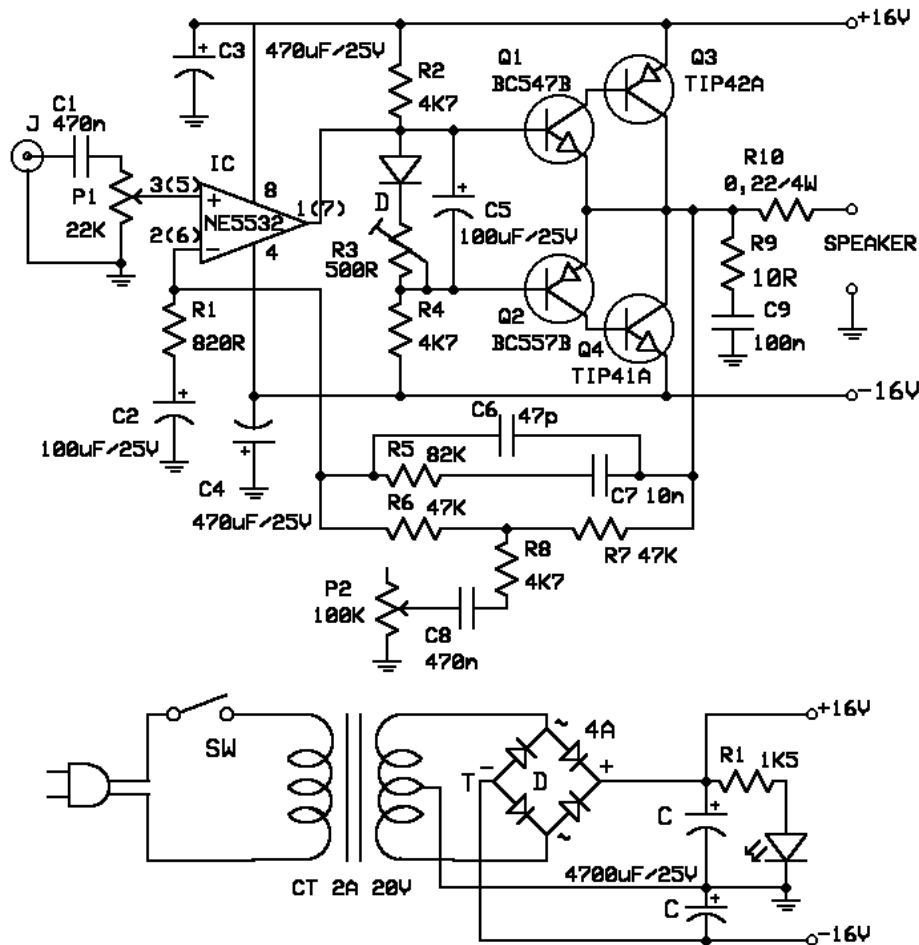 +16V
C3
470uF/25V
R2
4K7
Q1
BC547B
Q3
TIP42A
C1
470n
J
IC
P1
22K
3(5)
+
8
NE5532
1(7)
2(6)
-
4
D
R3
500R
+
C5
100uF/25V
R10
0,22/4W
R9
10R
SPEAKER
R1
820R
R4
4K7
Q2
BC557B
Q4
TIP41A
C9
100n
-16V
C2
100uF/25V
C4
470uF/25V
C6
47p
R5
82K
C7
10n
R6
47K
R7
47K
R8
4K7
P2
100K
C8
470n
SW
CT 2A 20V
T
D
~
4A
-
+
~
+16V
R1
1K5
C
+
4700uF/25V
C
+
-16V